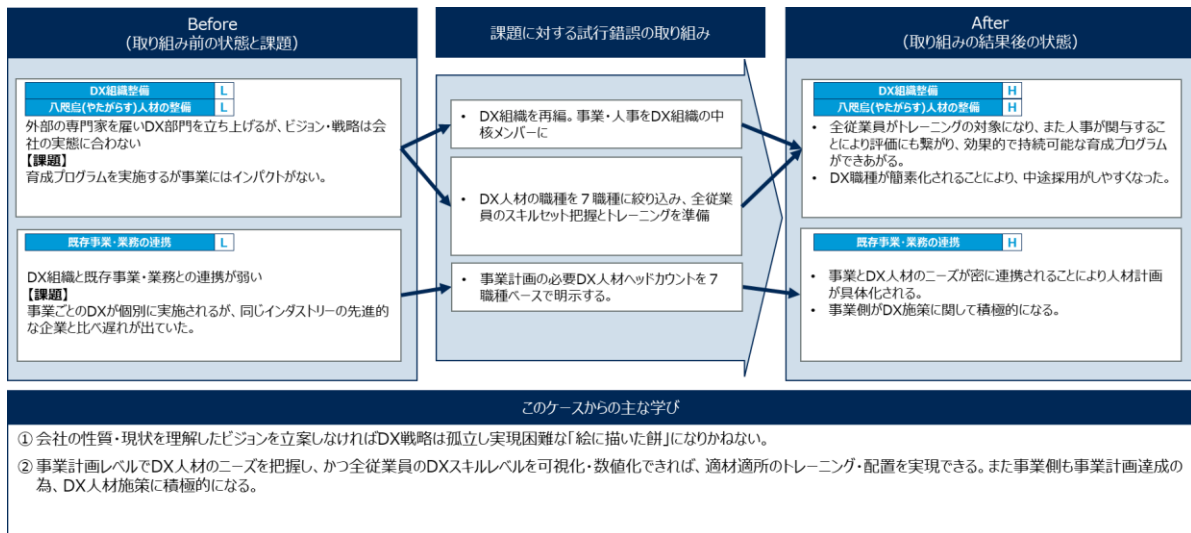 Before
（取り組み前の状態と課題）
DX組織整備 L
八咫烏(やたがらす)人材の整備 L
外部の専門家を雇いDX部門を立ち上げるが、ビジョン・戦略は会
社の実態に合わない
【課題】
育成プログラムを実施するが事業にはインパクトがない。
既存事業・業務の連携 L
DX組織と既存事業・業務との連携が弱い
【課題】
事業ごとのDXが個別に実施されるが、同じインダストリーの先進的
な企業と比べ遅れが出ていた。
課題に対する試行錯誤の取り組み
• DX組織を再編。事業・人事をDX組織の中
核メンバーに
• DX人材の職種を７職種に絞り込み、全従業
員のスキルセット把握とトレーニングを準備
• 事業計画の必要DX人材ヘッドカウントを７
職種ベースで明示する。
After
（取り組みの結果後の状態）
DX組織整備 H
八咫烏(やたがらす)人材の整備 H
• 全従業員がトレーニングの対象になり、また人事が関与するこ
とにより評価にも繋がり、効果的で持続可能な育成プログラム
ができあがる。
• DX職種が簡素化されることにより、中途採用がしやすくなった。
既存事業・業務の連携 H
• 事業とDX人材のニーズが密に連携されることにより人材計画
が具体化される。
• 事業側がDX施策に関して積極的になる。
このケースからの主な学び
① 会社の性質・現状を理解したビジョンを立案しなければDX戦略は孤立し実現困難な「絵に描いた餅」になりかねない。
② 事業計画レベルでDX人材のニーズを把握し、かつ全従業員のDXスキルレベルを可視化・数値化できれば、適材適所のトレーニング・配置を実現できる。また事業側も事業計画達成の
為、DX人材施策に積極的になる。